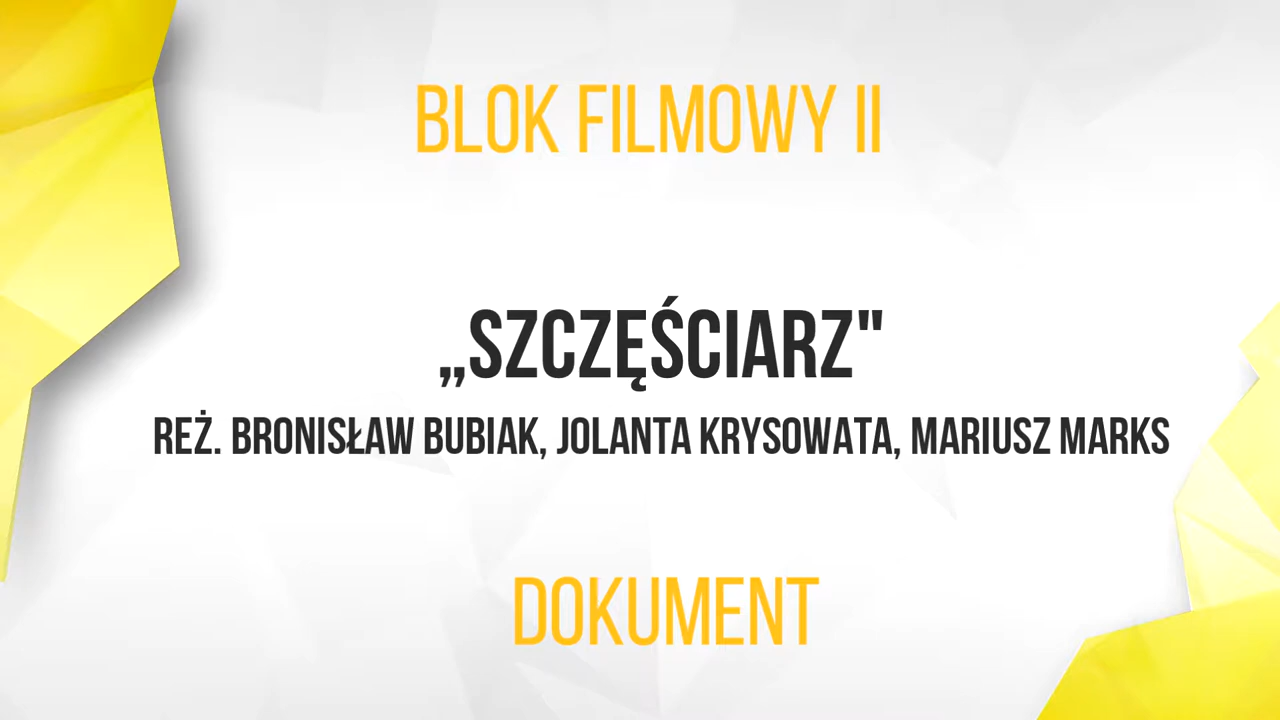 BLOK FILMOWY II
„SZCZĘŚCIARZ"
REŻ. BRONISŁAW BUBIAK, JOLANTA KRYSOWATA, MARIUSZ MARKS
DOKUMENT